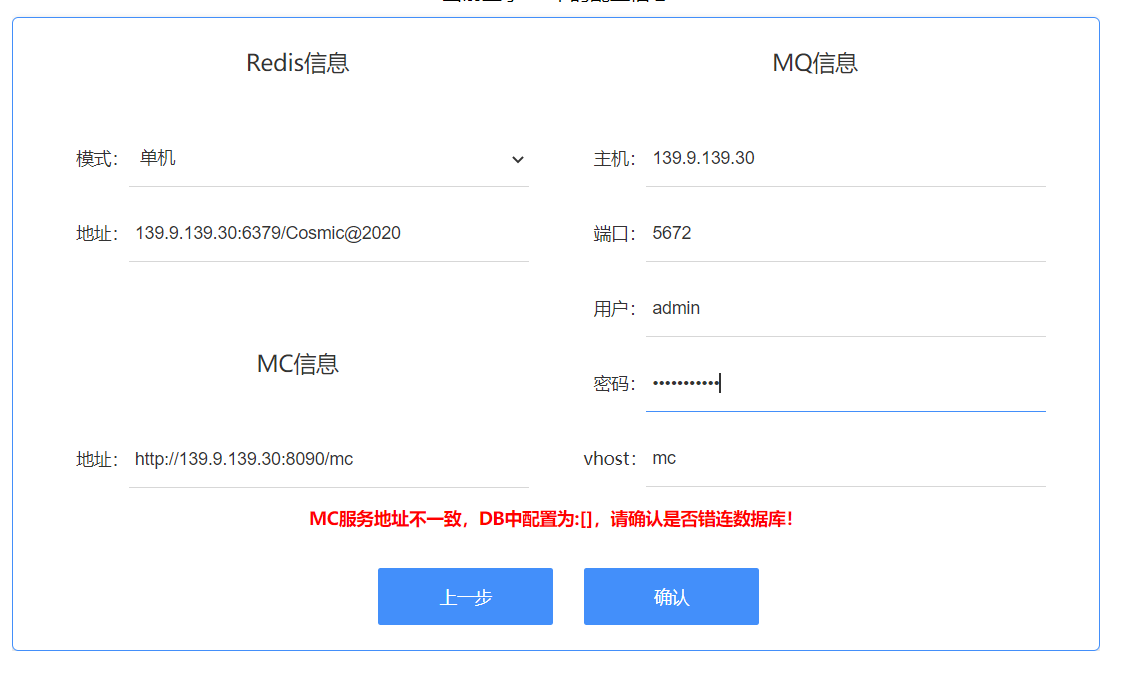 Redis信息
模式： 单机
地址： 139.9.139.30:6379/Cosmic@2020
MC信息
地址： http://139.9.139.30:8090/mc
MQ信息
主机： 139.9.139.30
端口： 5672
用户： admin
密码： •••••••••••
vhost： mc
MC服务地址不一致，DB中配置为:[]，请确认是否错连数据库！
上一步
确认